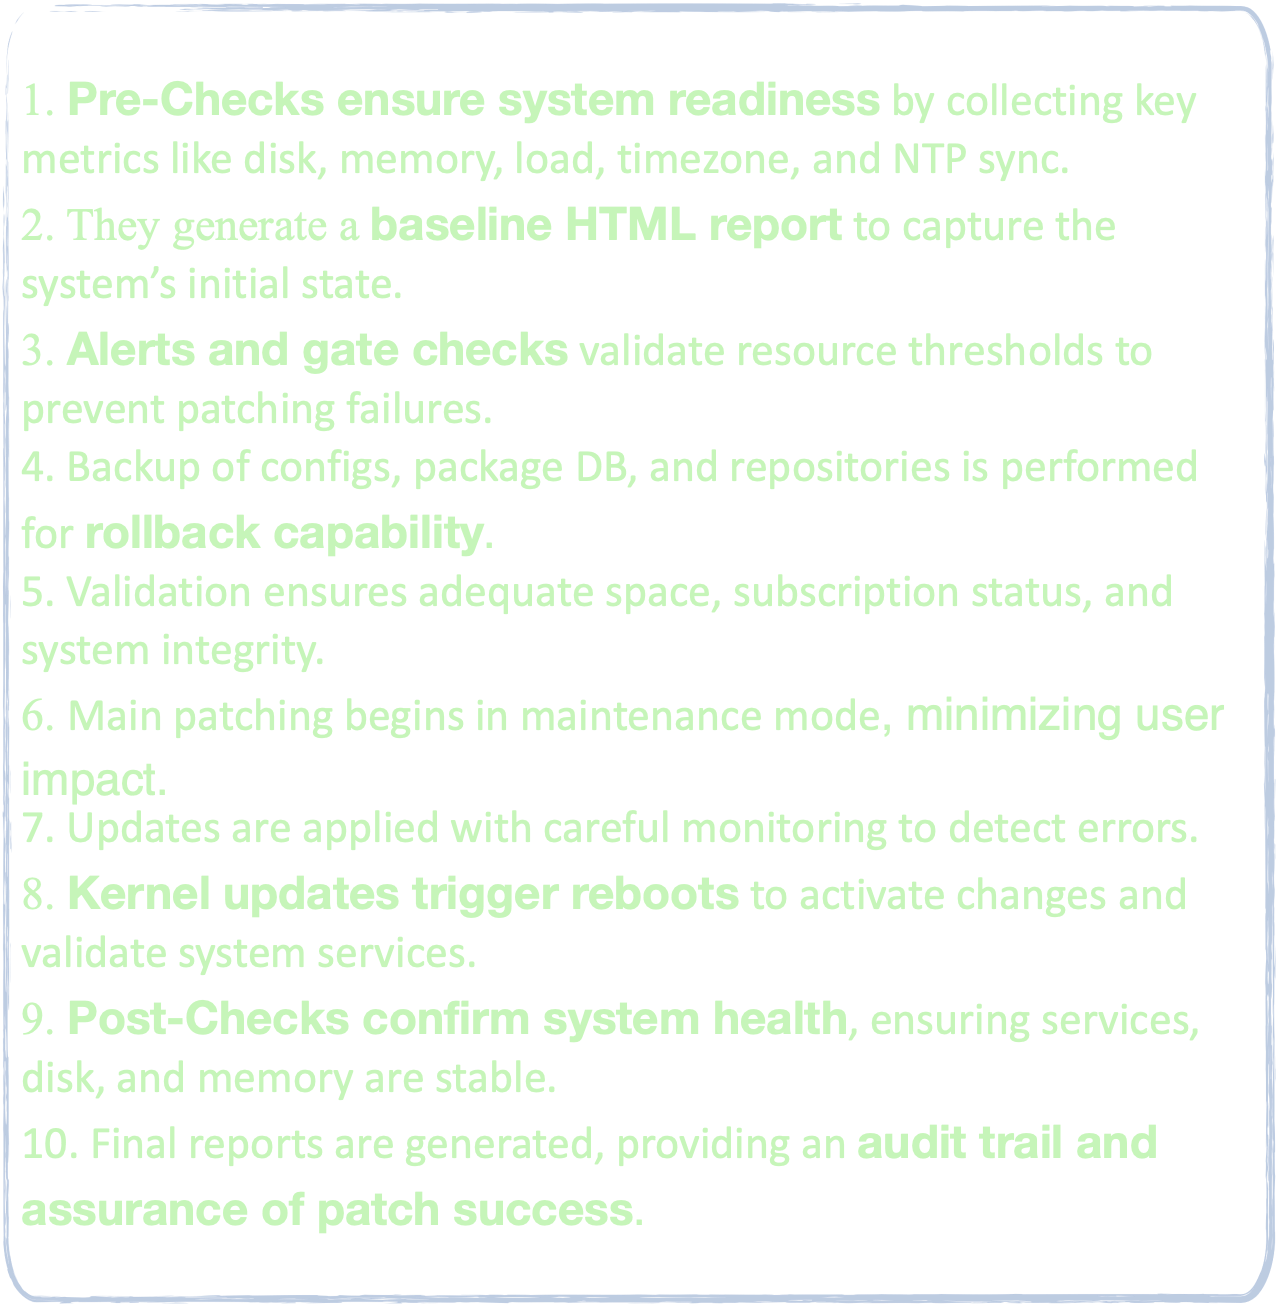 1. Pre-Checks ensure system readiness by collecting key
metrics like disk, memory, load, timezone, and NTP sync.
2. They generate a baseline HTML report to capture the
system’s initial state.
3. Alerts and gate checks validate resource thresholds to
prevent patching failures.
4. Backup of configs, package DB, and repositories is performed
for rollback capability.
5. Validation ensures adequate space, subscription status, and
system integrity.
6. Main patching begins in maintenance mode, minimizing user
impact.
7. Updates are applied with careful monitoring to detect errors.
8. Kernel updates trigger reboots to activate changes and
validate system services.
9. Post-Checks confirm system health, ensuring services,
disk, and memory are stable.
10. Final reports are generated, providing an audit trail and
assurance of patch success.